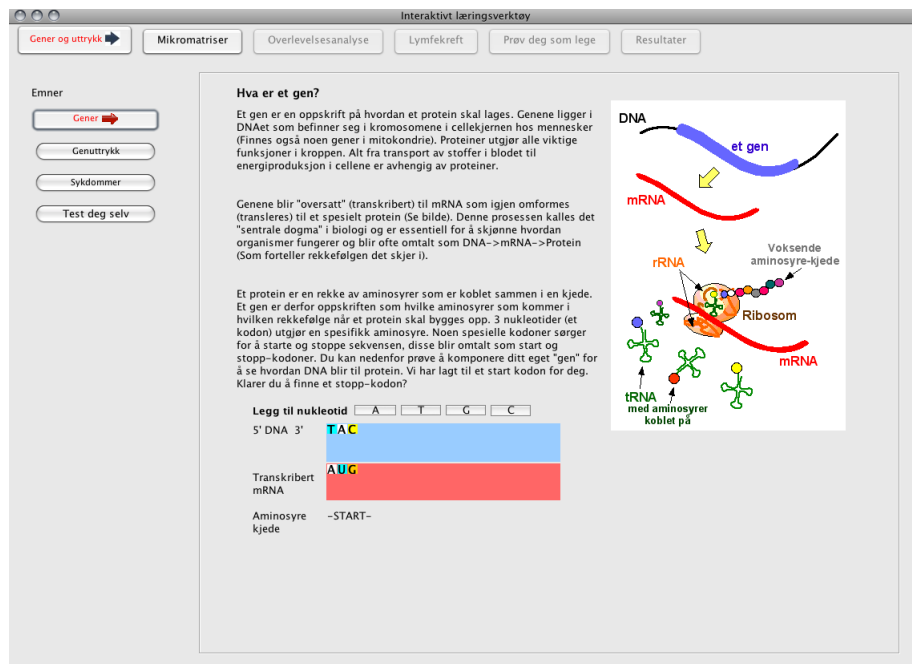 Interaktivt læringsverktøy
Gener og uttrykk
Mikromatriser
Overlevelsesanalyse
Lymfekreft
Prøv deg som lege
Resultater
Emner
Gener
Genuttrykk
Sykdommer
Test deg selv
Hva er et gen?
Et gen er en oppskrift på hvordan et protein skal lages. Genene ligger i
DNAet som befinner seg i kromosomene i cellekjernen hos mennesker
(Finnes også noen gener i mitokondrie). Proteiner utgjør alle viktige
funksjoner i kroppen. Alt fra transport av stoffer i blodet til
energiproduksjon i cellene er avhengig av proteiner.
Genene blir "oversatt" (transkribert) til mRNA som igjen omformes
(transleres) til et spesielt protein (Se bilde). Denne prosessen kalles det
"sentrale dogma" i biologi og er essentiell for å skjønne hvordan
organismer fungerer og blir ofte omtalt som DNA->mRNA->Protein
(Som forteller rekkefølgen det skjer i).
Et protein er en rekke av aminosyrer som er koblet sammen i en kjede.
Et gen er derfor oppskriften som hvilke aminosyrer som kommer i
hvilken rekkefølge når et protein skal bygges opp. 3 nukleotider (et
kodon) utgjør en spesifikk aminosyre. Noen spesielle kodoner sørger
for å starte og stoppe sekvensen, disse blir omtalt som start og
stopp-kodoner. Du kan nedenfor prøve å komponere ditt eget "gen" for
å se hvordan DNA blir til protein. Vi har lagt til et start kodon for deg.
Klarer du å finne et stopp-kodon?
Legg til nukleotid A T G C
5' DNA 3' TAC
AUG
Transkribert
mRNA
Aminosyre -START-
kjede
DNA
et gen
mRNA
Voksende
aminosyre-kjede
rRNA
Ribosom
mRNA
tRNA
med aminosyrer
koblet på